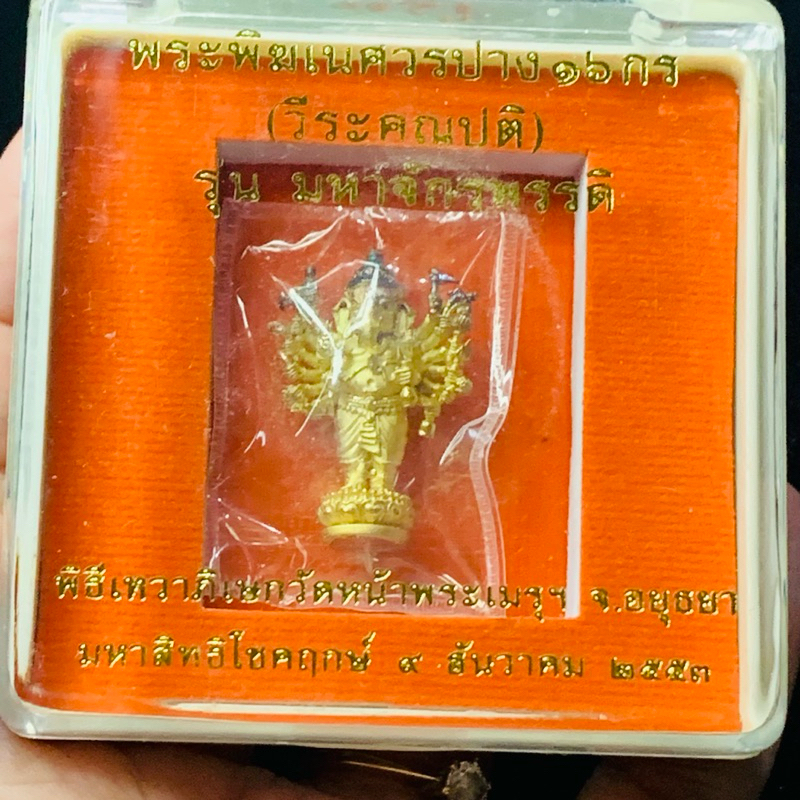 พระพิฆเนศวรปาง๑๖กร
(วีระคณปติ)
รุ่น มหาจักรพรรดิ
พิธีเทวาภิเษกวัดหน้าพระเมรุฯ จ.อยุธยา
มหาสิทธิโชคฤกษ์ ๙ ธันวาคม ๒๕๕๓